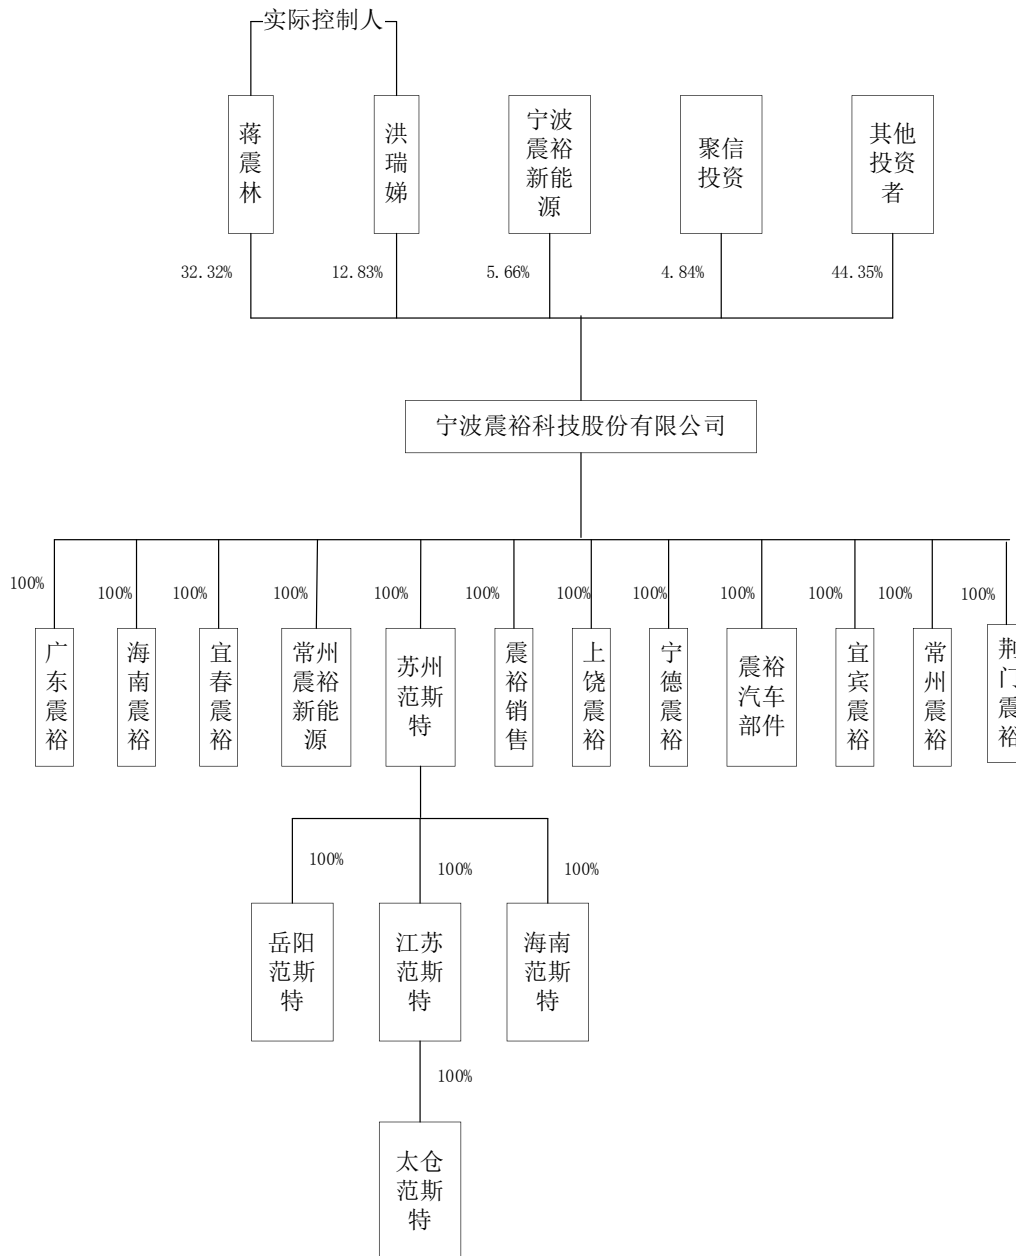 实际控制人
蒋
震
林
洪
瑞
娣
宁波
震裕
新能
源
聚信
投资
其他
投资
者
32.32%
12.83%
5.66%
4.84%
44.35%
宁波震裕科技股份有限公司
100%
100%
100%
100%
100%
100%
100%
100%
100%
100%
100%
100%
广
东
震
裕
海
南
震
裕
宜
春
震
裕
常州
震裕
新能
源
苏州
范斯
特
震
裕
销
售
上
饶
震
裕
宁
德
震
裕
震裕
汽车
部件
宜
宾
震
裕
常
州
震
裕
荆
门
震
裕
100%
100%
100%
岳阳
范斯
特
江苏
范斯
特
海南
范斯
特
100%
太仓
范斯
特